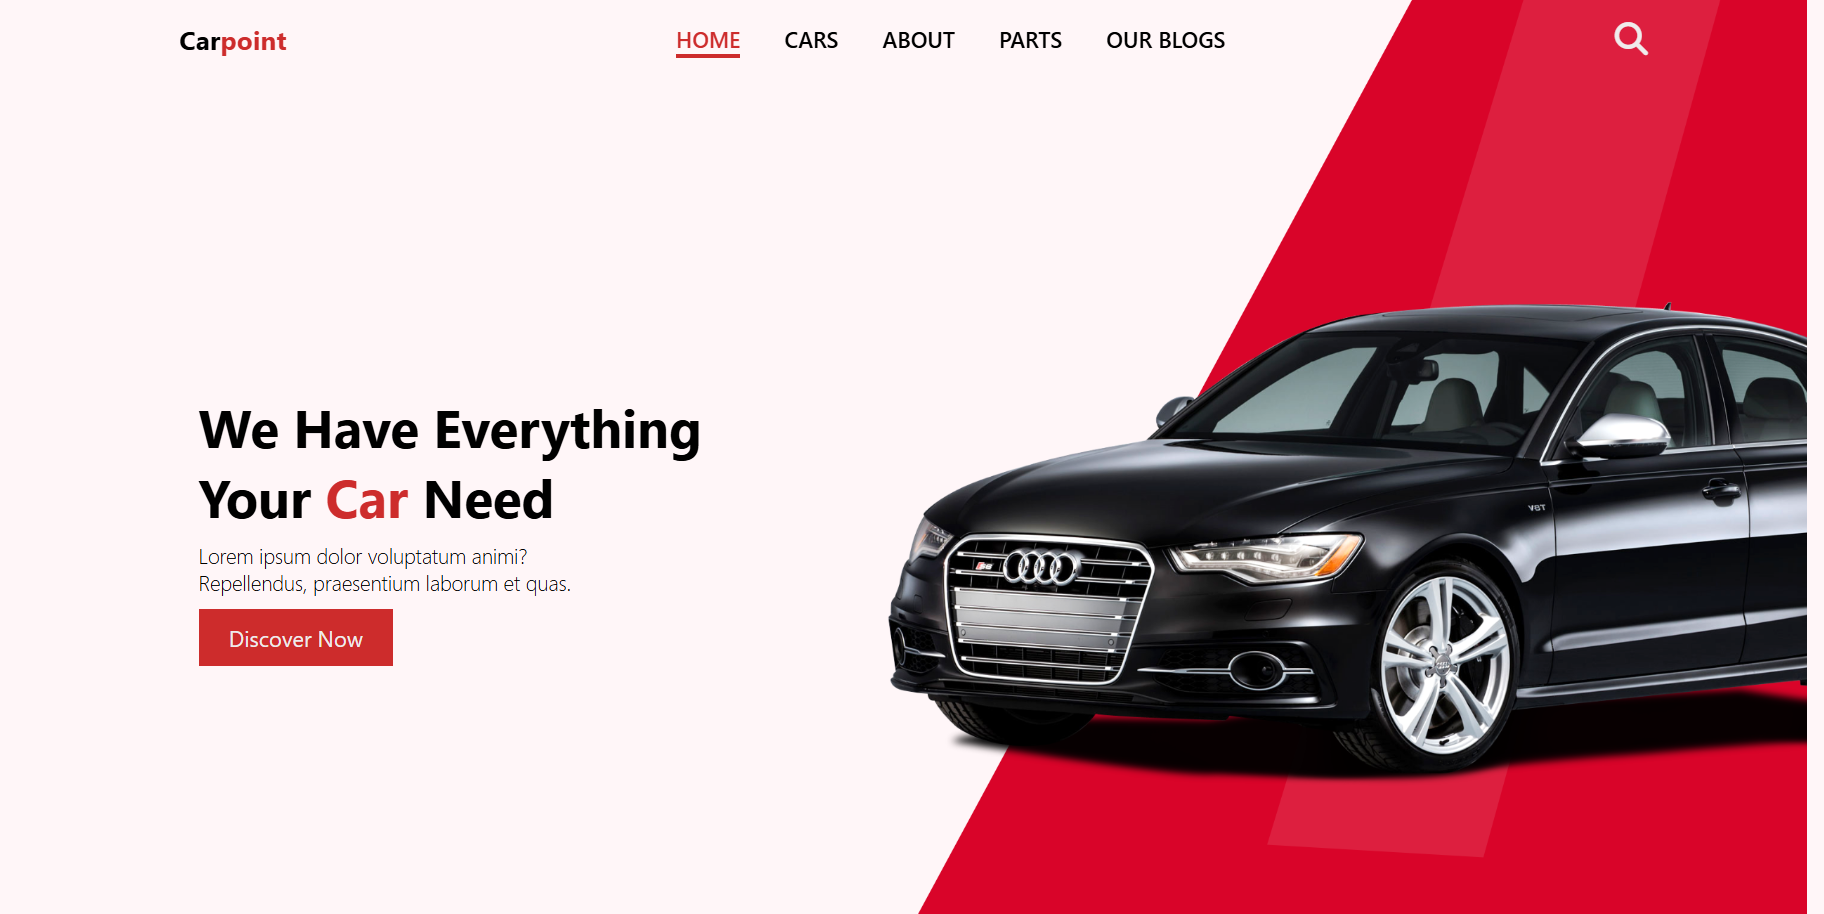 Carpoint
HOME CARS ABOUT PARTS OUR BLOGS
We Have Everything
Your Car Need
Lorem ipsum dolor voluptatum animi?
Repellendus, praesentium laborum et quas.
Discover Now
V6T